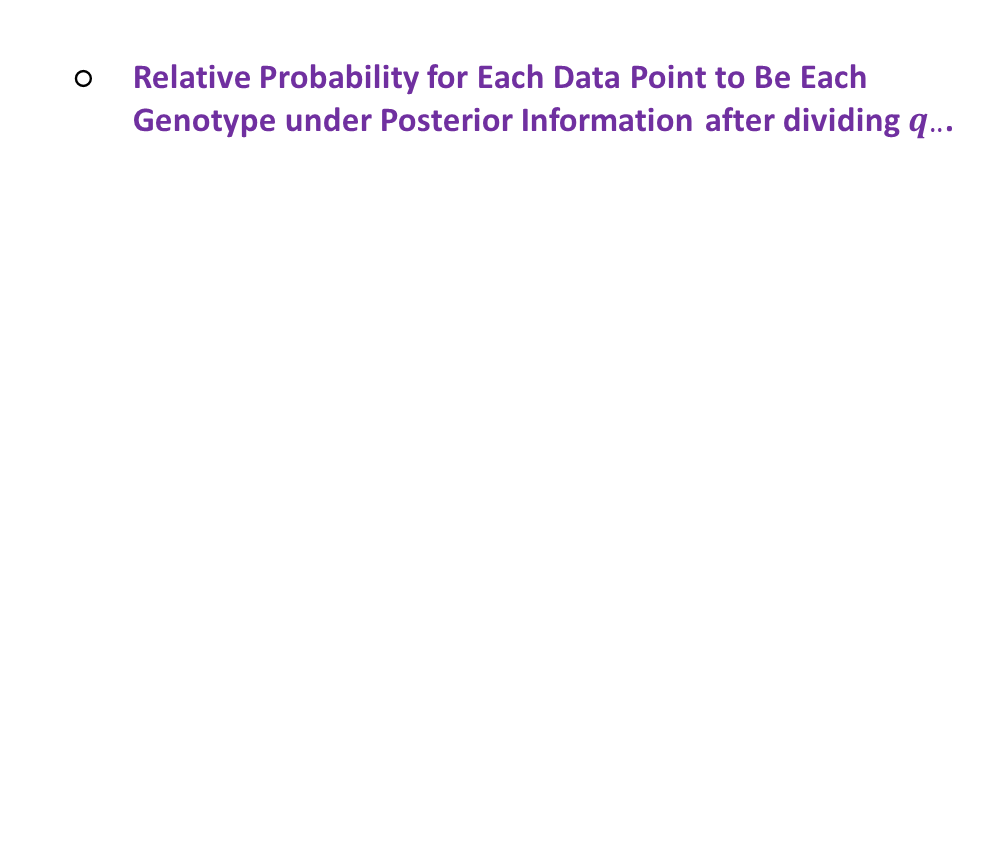 ○ Relative Probability for Each Data Point to Be Each
Genotype under Posterior Information after dividing q...